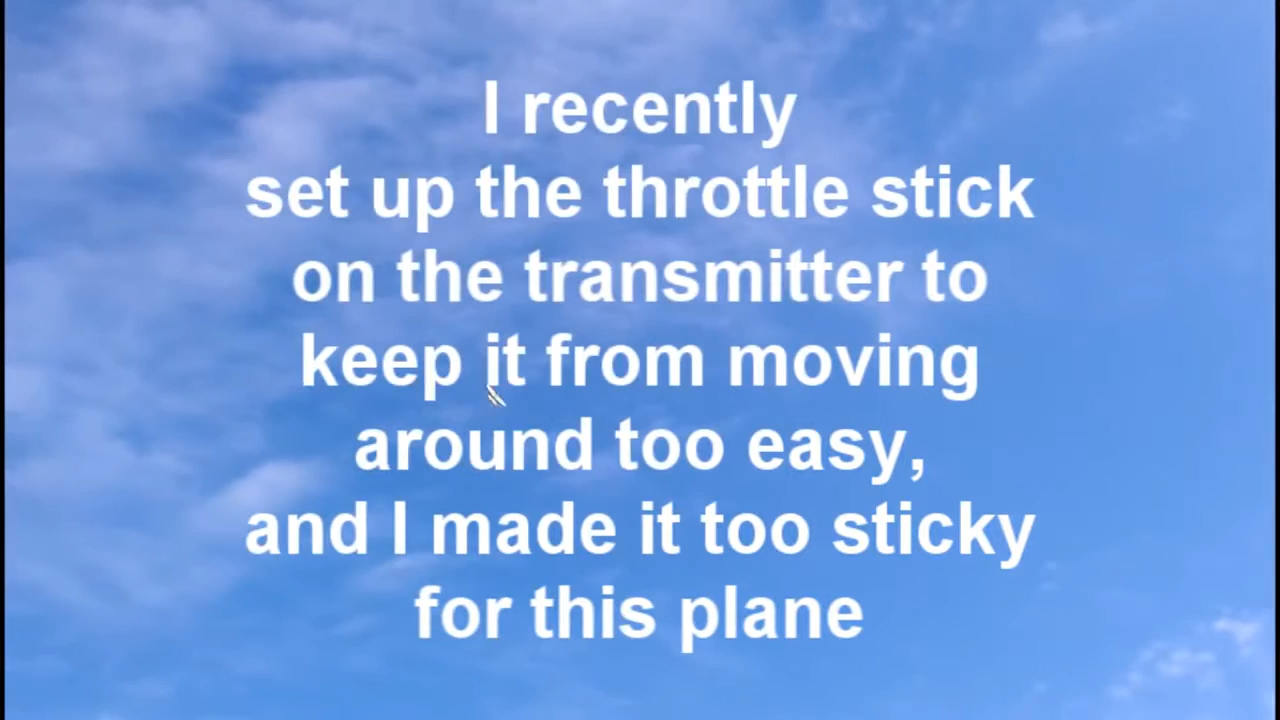 I recently
set up the throttle stick
on the transmitter to
keep it from moving
around too easy,
and I made it too sticky
for this plane